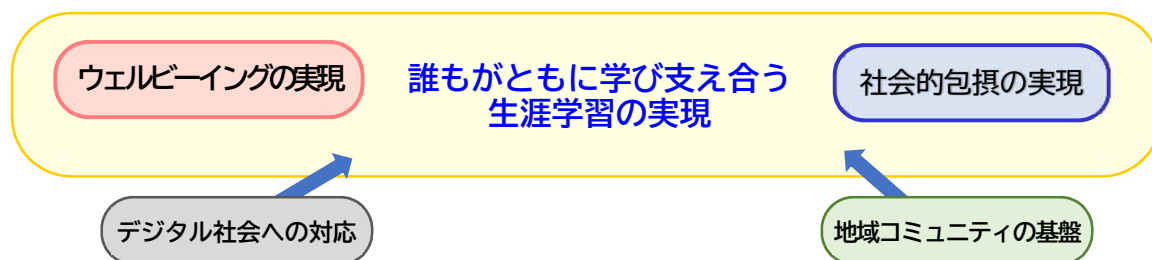 ウェルビーイングの実現
誰もがともに学び支え合う
生涯学習の実現
社会的包摂の実現
デジタル社会への対応
地域コミュニティの基盤